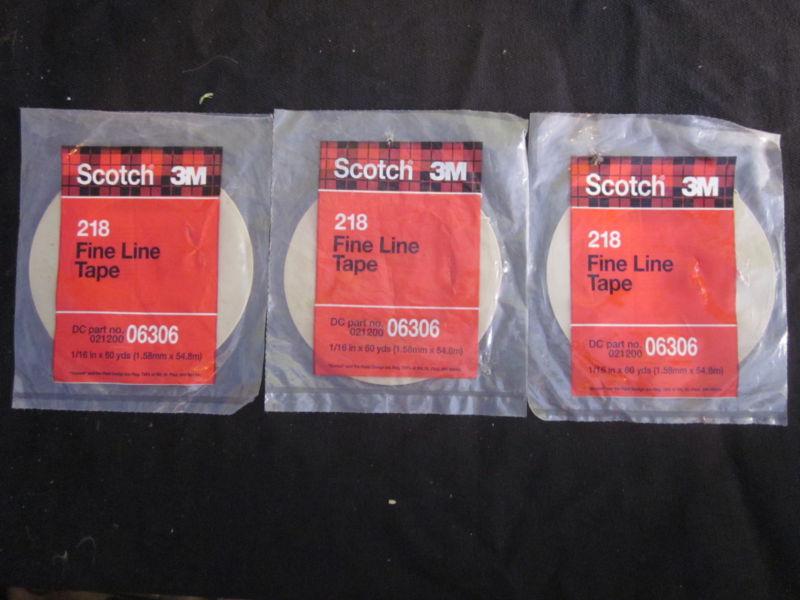 Scotch® 3M
218
Fine Line
Tape
DC part no.
021200 06306
1/16 in x 60 yds (1.58mm x 54.8m)
Scotch® 3M
218
Fine Line
Tape
DC part no.
021200 06306
1/16 in x 60 yds (1.58mm x 54.8m)
Scotch® 3M
218
Fine Line
Tape
DC part no.
021200 06306
1/16 in x 60 yds (1.58mm x 54.8m)